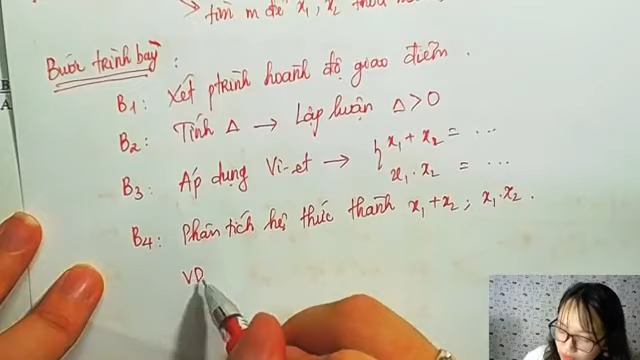 → tìm m để x₁, x₂ thỏa
Bước trình bày :
B1: Xét ptrình hoành độ giao điểm.
B2: Tính Δ → Lập luận Δ > 0
B3: Áp dụng Vi-et → { x₁ + x₂ = ...
x₁ . x₂ = ...
B4: Phân tích hệ thức thành x₁ + x₂ ; x₁ . x₂ .
VD
B
A